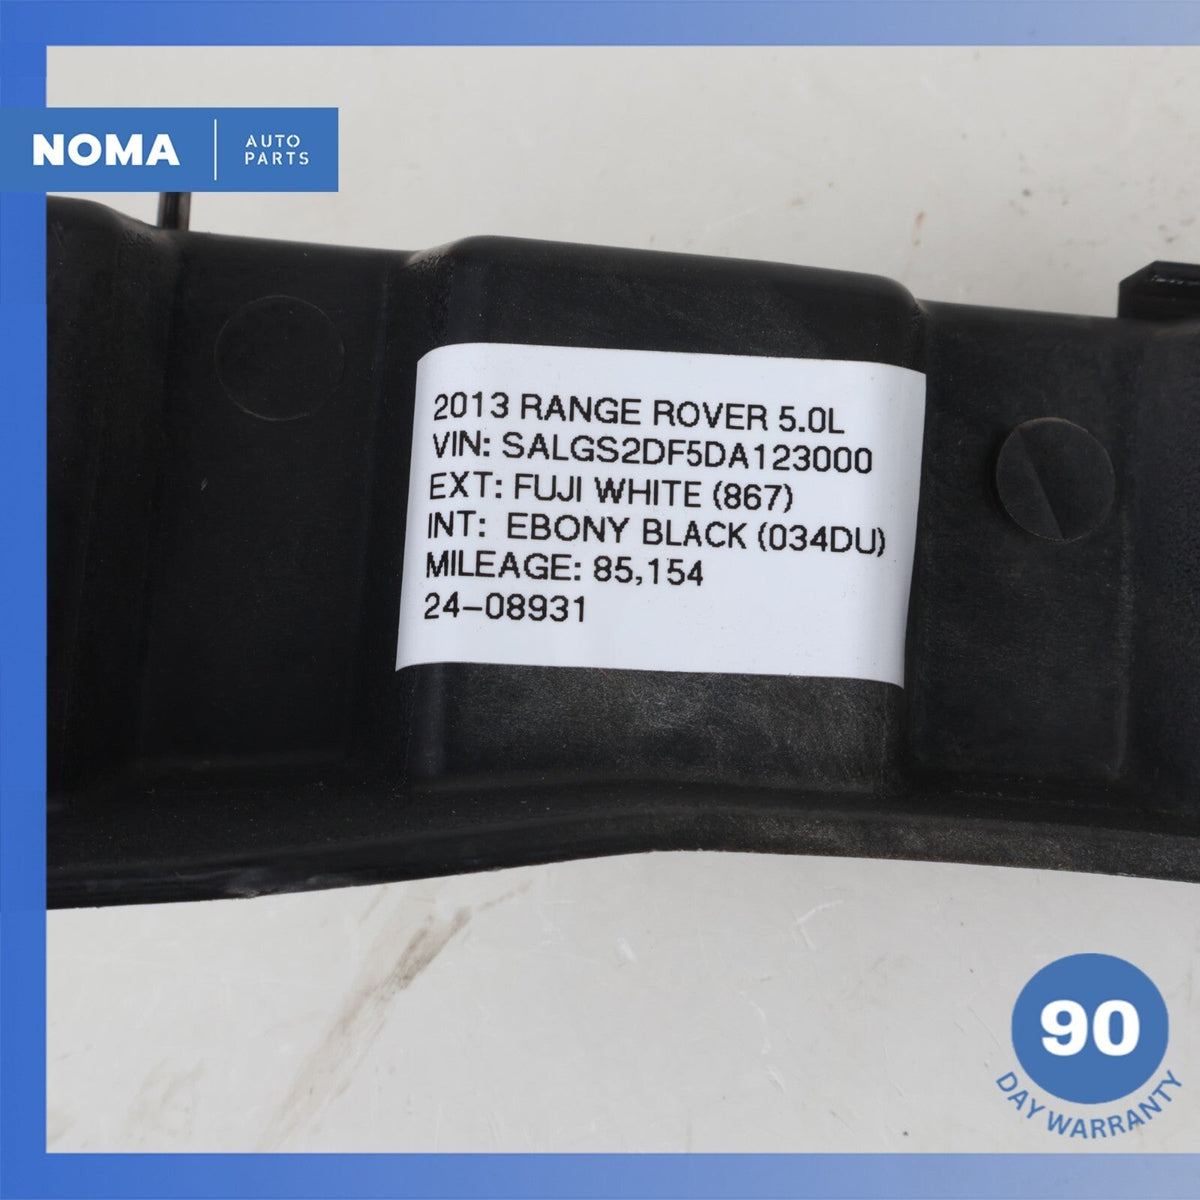 NOMA
AUTO
PARTS
2013 RANGE ROVER 5.0L
VIN: SALGS2DF5DA123000
EXT: FUJI WHITE (867)
INT: EBONY BLACK (034DU)
MILEAGE: 85,154
24-08931
90
DAY WARRANTY